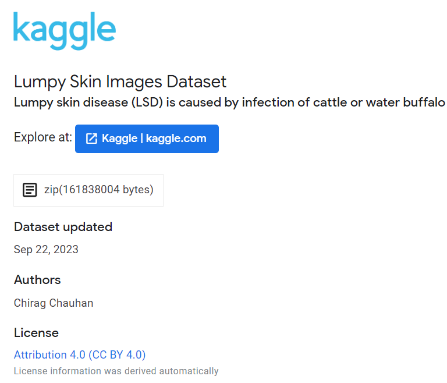 kaggle
Lumpy Skin Images Dataset
Lumpy skin disease (LSD) is caused by infection of cattle or water buffalo
Explore at: Kaggle | kaggle.com
zip(161838004 bytes)
Dataset updated
Sep 22, 2023
Authors
Chirag Chauhan
License
Attribution 4.0 (CC BY 4.0)
License information was derived automatically